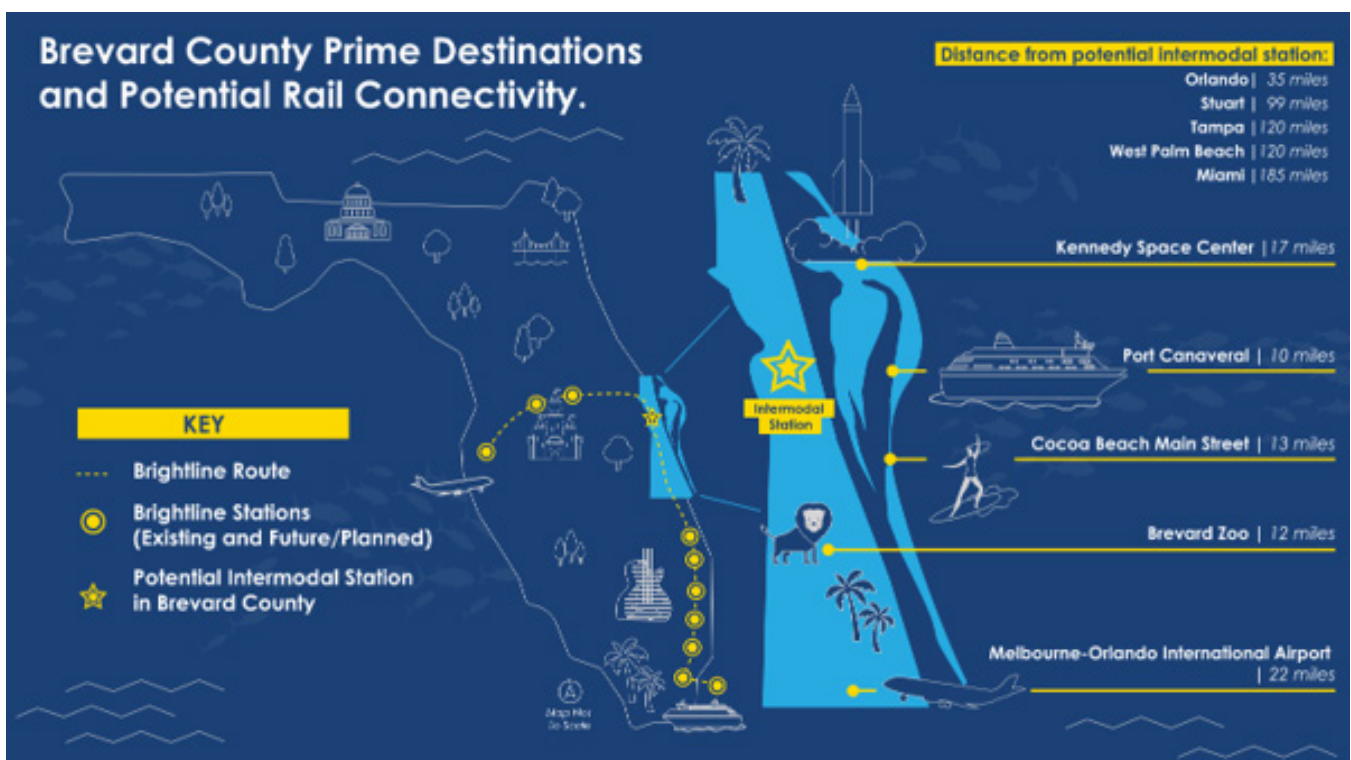 Brevard County Prime Destinations
and Potential Rail Connectivity.
Distance from potential intermodal station:
Orlando| 35 miles
Stuart | 99 miles
Tampa | 120 miles
West Palm Beach | 120 miles
Miami | 185 miles
Kennedy Space Center | 17 miles
Port Canaveral | 10 miles
Intermodal
Station
Cocoa Beach Main Street | 13 miles
Brevard Zoo | 12 miles
Melbourne-Orlando International Airport
| 22 miles
KEY
Brightline Route
Brightline Stations
(Existing and Future/Planned)
Potential Intermodal Station
in Brevard County
Map Not
To Scale